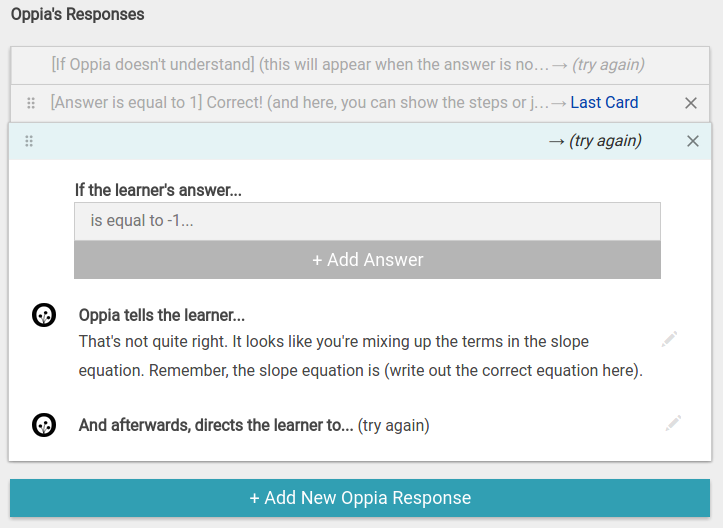 Oppia's Responses
[If Oppia doesn't understand] (this will appear when the answer is no... → (try again)
[Answer is equal to 1] Correct! (and here, you can show the steps or j... → Last Card ×
→ (try again) ×
If the learner's answer...
is equal to -1...
+ Add Answer
Oppia tells the learner...
That's not quite right. It looks like you're mixing up the terms in the slope
equation. Remember, the slope equation is (write out the correct equation here).
And afterwards, directs the learner to... (try again)
+ Add New Oppia Response